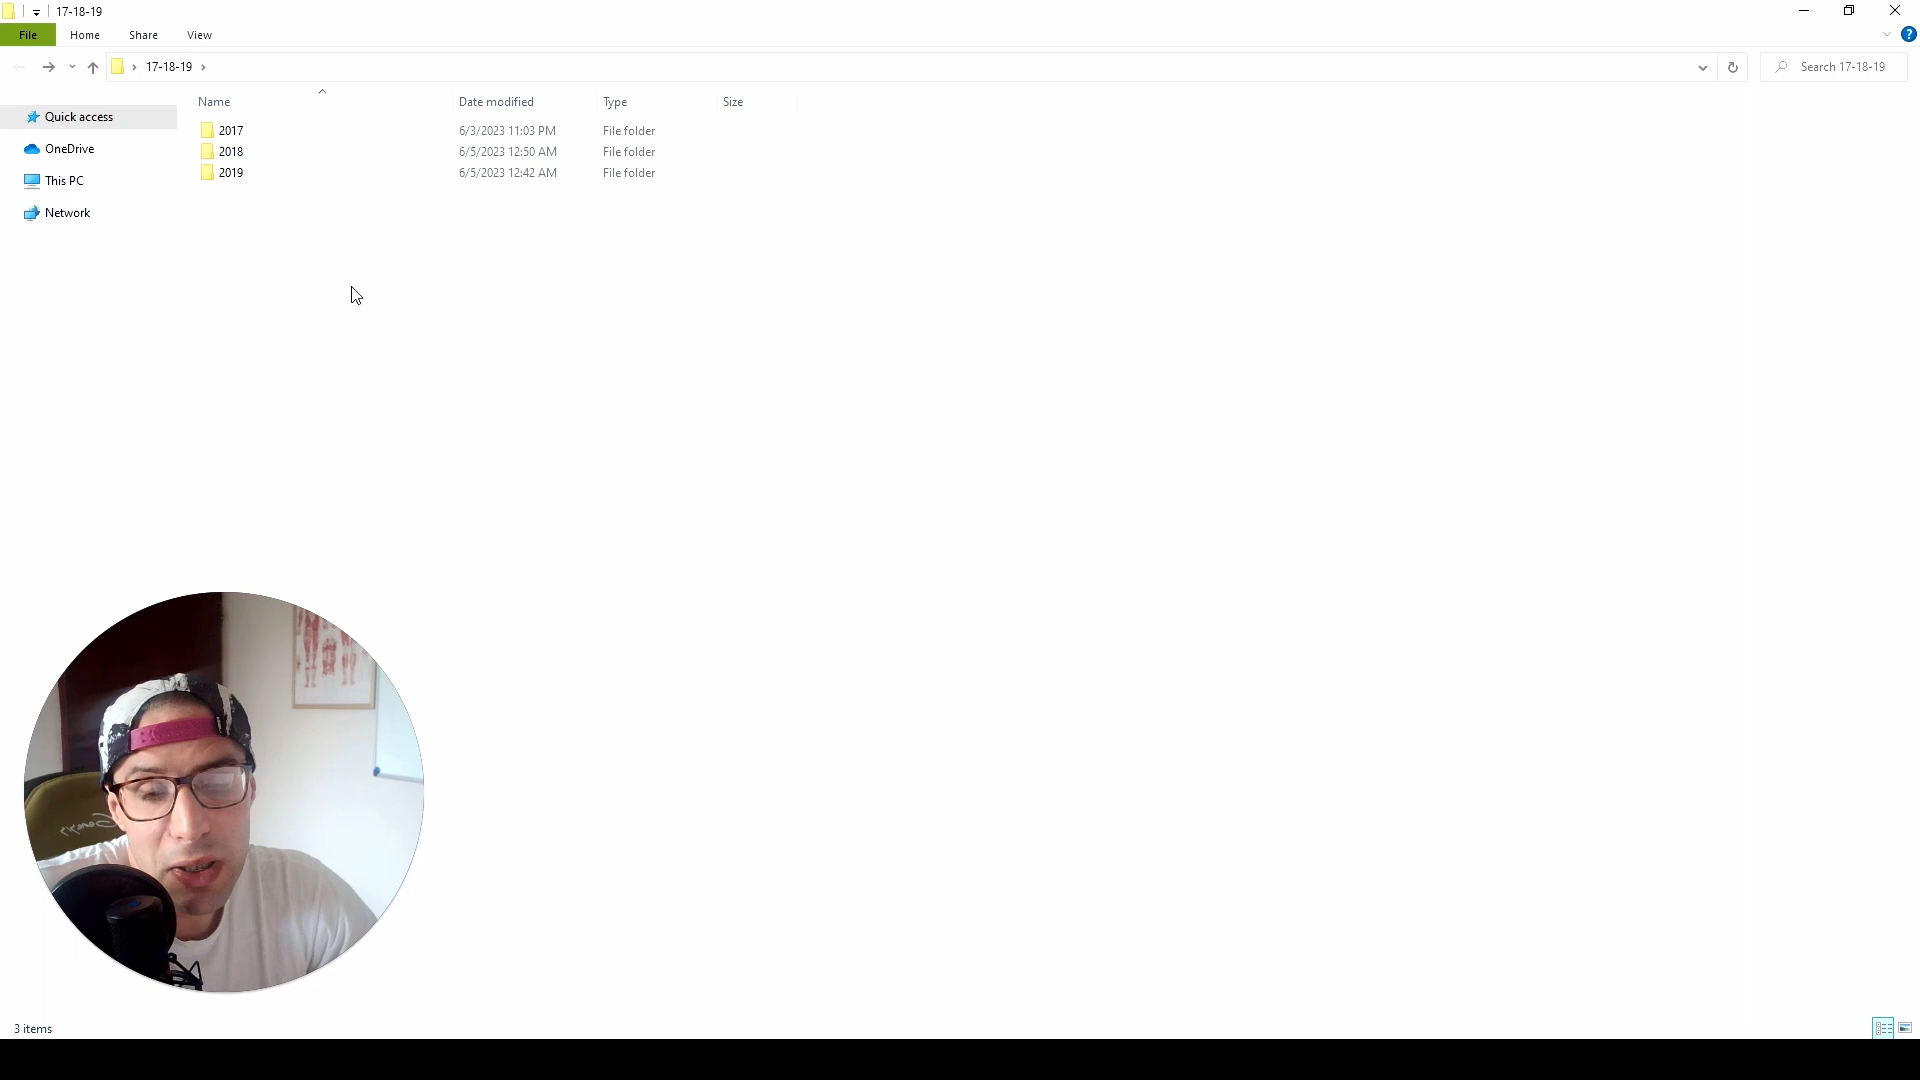 17-18-19
File Home Share View
17-18-19
Search 17-18-19
Name Date modified Type Size
Quick access
OneDrive
This PC
Network
2017 6/3/2023 11:03 PM File folder
2018 6/5/2023 12:50 AM File folder
2019 6/5/2023 12:42 AM File folder
3 items